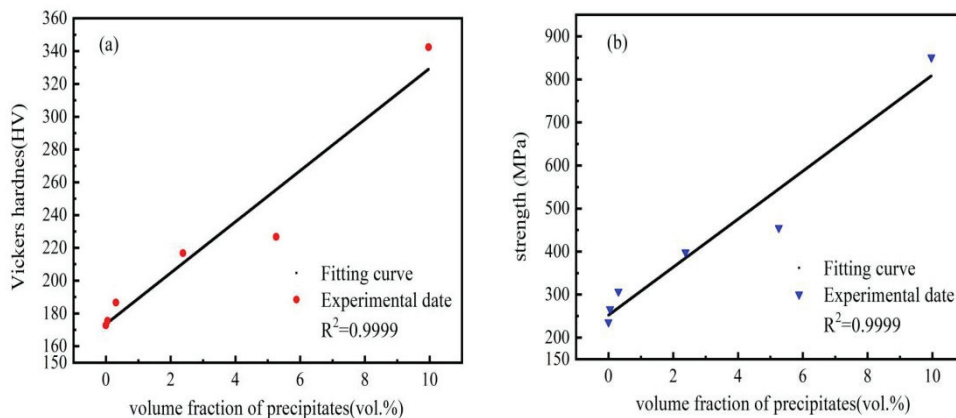 (a)
Vickers hardnes(HV)
360
340
320
300
280
260
240
220
200
180
160
150
0
2
4
6
8
10
volume fraction of precipitates(vol.%)
Fitting curve
Experimental date
R²=0.9999
(b)
strength (MPa)
900
800
700
600
500
400
300
200
150
0
2
4
6
8
10
volume fraction of precipitates(vol.%)
Fitting curve
Experimental date
R²=0.9999